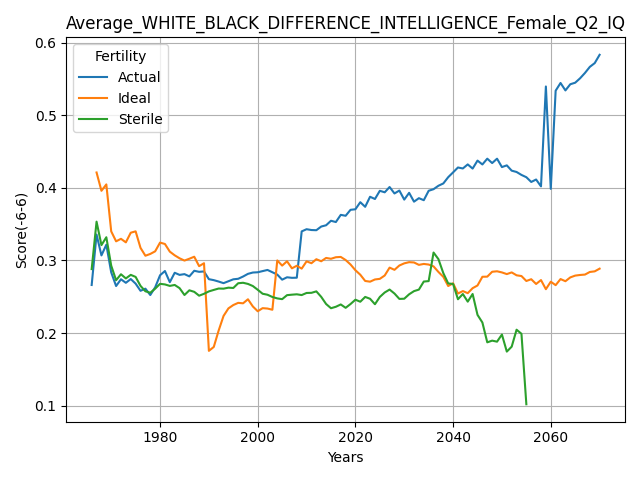 Average_WHITE_BLACK_DIFFERENCE_INTELLIGENCE_Female_Q2_IQ
Fertility
Actual
Ideal
Sterile
Score(-6-6)
0.6
0.5
0.4
0.3
0.2
0.1
1980
2000
2020
2040
2060
Years